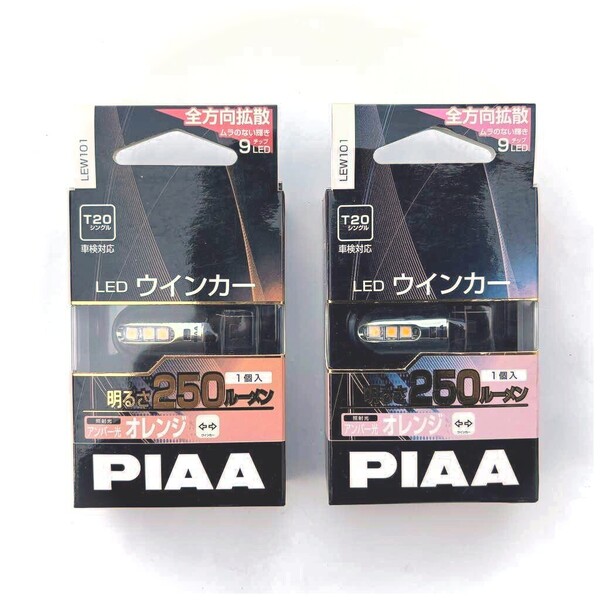 LEW101
全方向拡散
ムラのない輝き
9チップLED
T20
シングル
車検対応
LED ウインカー
明るさ250ルーメン
1個入
照射光
アンバー光
オレンジ
ウインカー
PIAA
LEW101
全方向拡散
ムラのない輝き
9チップLED
T20
シングル
車検対応
LED ウインカー
明るさ250ルーメン
1個入
照射光
アンバー光
オレンジ
ウインカー
PIAA